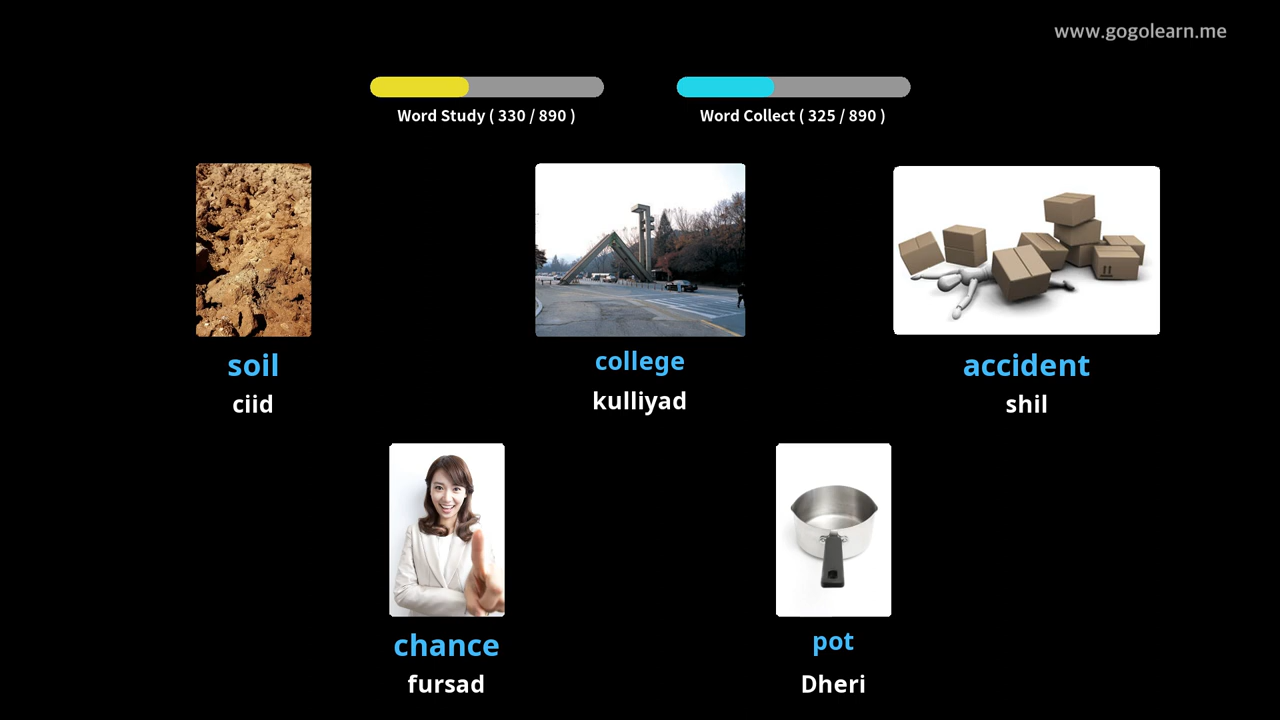 www.gogolearn.me
Word Study ( 330 / 890 )
Word Collect ( 325 / 890 )
soil
ciid
college
kulliyad
accident
shil
chance
fursad
pot
Dheri